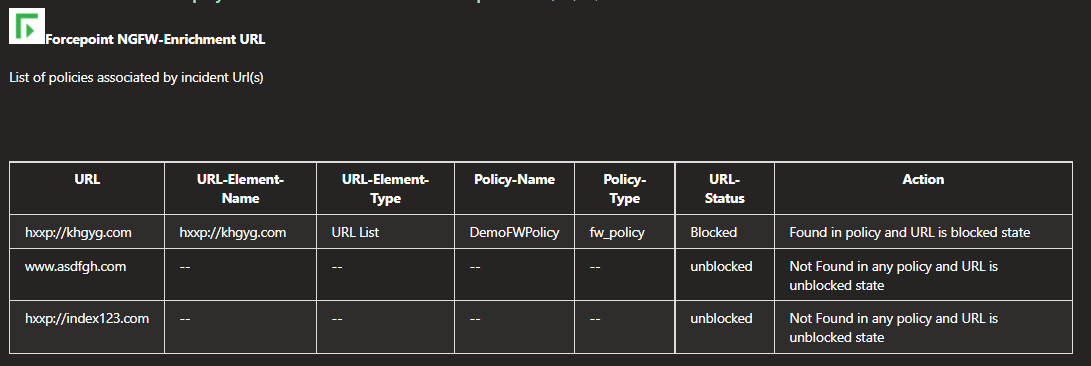 Forcepoint NGFW-Enrichment URL
List of policies associated by incident Url(s)
URL URL-Element-Name URL-Element-Type Policy-Name Policy-Type URL-Status Action
hxxp://khgyg.com hxxp://khgyg.com URL List DemoFWPolicy fw_policy Blocked Found in policy and URL is blocked state
www.asdfgh.com -- -- -- -- unblocked Not Found in any policy and URL is unblocked state
hxxp://index123.com -- -- -- -- unblocked Not Found in any policy and URL is unblocked state